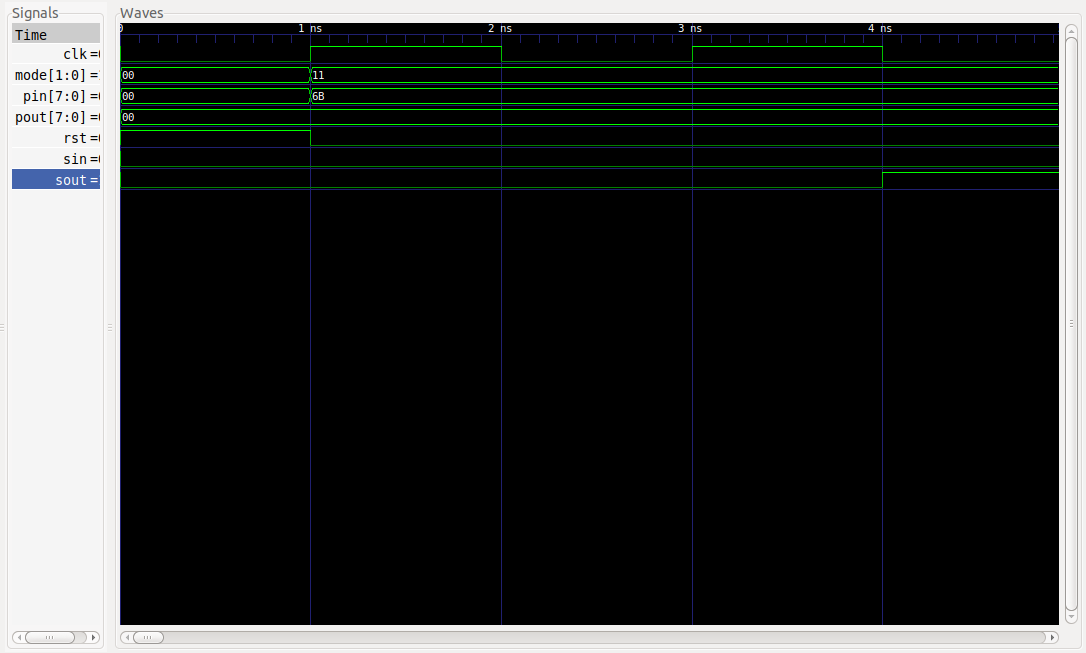 Signals
Waves
Time
0 1 ns 2 ns 3 ns 4 ns
clk =
mode[1:0] =
00 11
pin[7:0] =
00 6B
pout[7:0] =
00
rst =
sin =
sout =